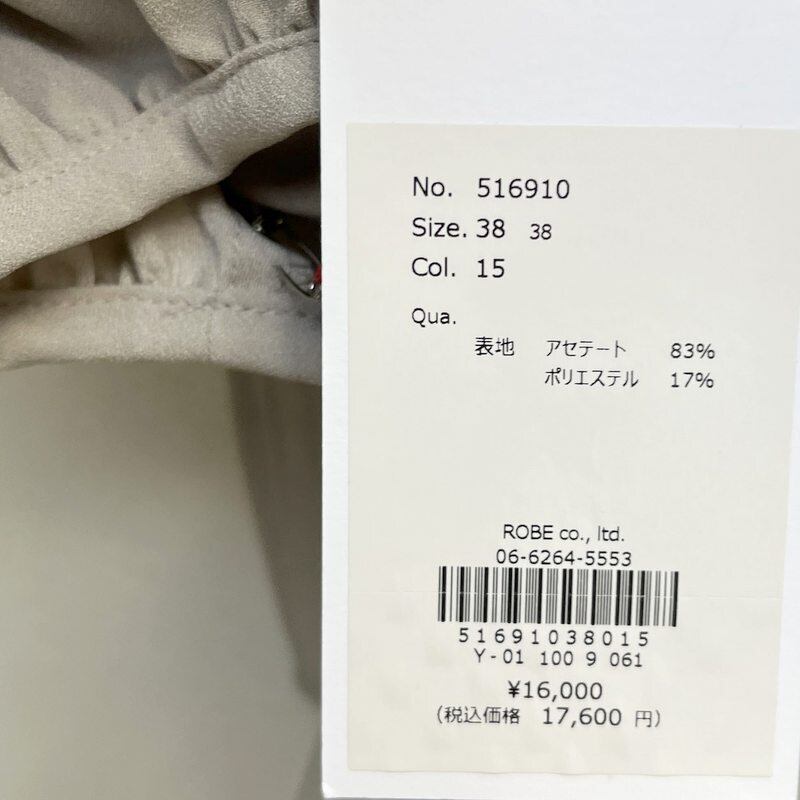 No. 516910
Size. 38 38
Col. 15
Qua.
表地 アセテート 83%
ポリエステル 17%
ROBE co., ltd.
06-6264-5553
51691038015
Y-01 100 9 061
¥16,000
(税込価格 17,600 円)